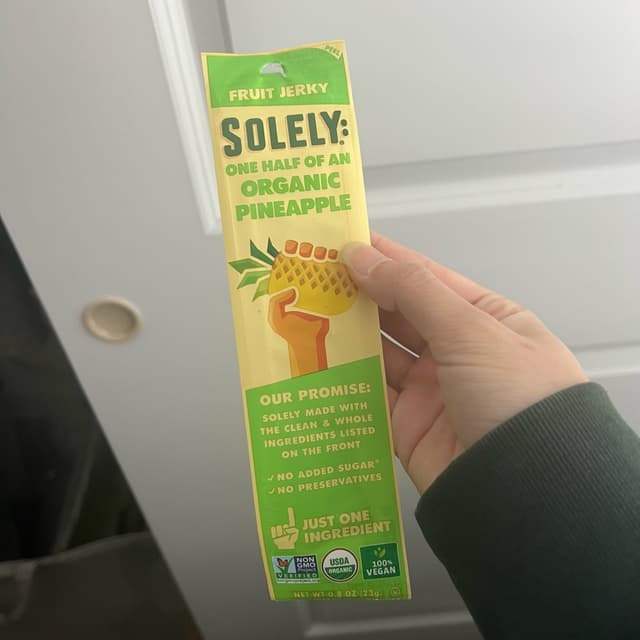 PEEL
FRUIT JERKY
SOLELY:
ONE HALF OF AN
ORGANIC
PINEAPPLE
OUR PROMISE:
SOLELY MADE WITH
THE CLEAN & WHOLE
INGREDIENTS LISTED
ON THE FRONT
✓ NO ADDED SUGAR*
✓ NO PRESERVATIVES
JUST ONE
INGREDIENT
NON
GMO
Project
VERIFIED
USDA
ORGANIC
100%
VEGAN
NET WT 0.8 OZ (23g)